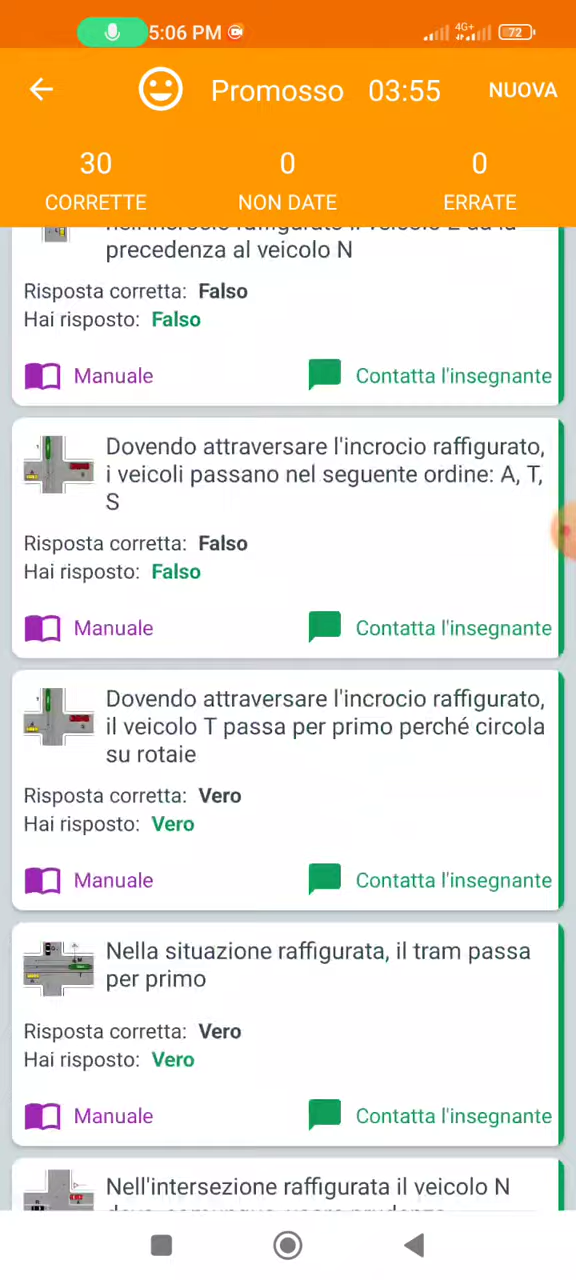 5:06 PM
4G+
72
Promosso 03:55 NUOVA
30 0 0
CORRETTE NON DATE ERRATE
precedenza al veicolo N
Risposta corretta: Falso
Hai risposto: Falso
Manuale Contatta l'insegnante
Dovendo attraversare l'incrocio raffigurato,
i veicoli passano nel seguente ordine: A, T,
S
Risposta corretta: Falso
Hai risposto: Falso
Manuale Contatta l'insegnante
Dovendo attraversare l'incrocio raffigurato,
il veicolo T passa per primo perché circola
su rotaie
Risposta corretta: Vero
Hai risposto: Vero
Manuale Contatta l'insegnante
Nella situazione raffigurata, il tram passa
per primo
Risposta corretta: Vero
Hai risposto: Vero
Manuale Contatta l'insegnante
Nell'intersezione raffigurata il veicolo N